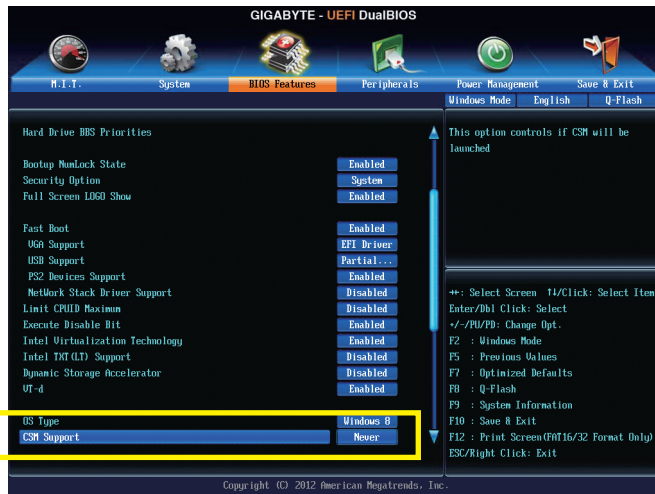 GIGABYTE - UEFI DualBIOS
M.I.T. System BIOS Features Peripherals Power Management Save & Exit
Windows Mode English Q-Flash
Hard Drive BBS Priorities
Bootup NumLock State Enabled
Security Option System
Full Screen LOGO Show Enabled
Fast Boot Enabled
VGA Support EFI Driver
USB Support Partial...
PS2 Devices Support Enabled
NetWork Stack Driver Support Disabled
Limit CPUID Maximum Disabled
Execute Disable Bit Enabled
Intel Virtualization Technology Enabled
Intel TXT(LT) Support Disabled
Dynamic Storage Accelerator Disabled
VT-d Enabled
OS Type Windows 8
CSM Support Never
This option controls if CSM will be
launched
↔: Select Screen ↑↓/Click: Select Item
Enter/Dbl Click: Select
+/-/PU/PD: Change Opt.
F2 : Windows Mode
F5 : Previous Values
F7 : Optimized Defaults
F8 : Q-Flash
F9 : System Information
F10 : Save & Exit
F12 : Print Screen(FAT16/32 Format Only)
ESC/Right Click: Exit
Copyright (C) 2012 American Megatrends, Inc.